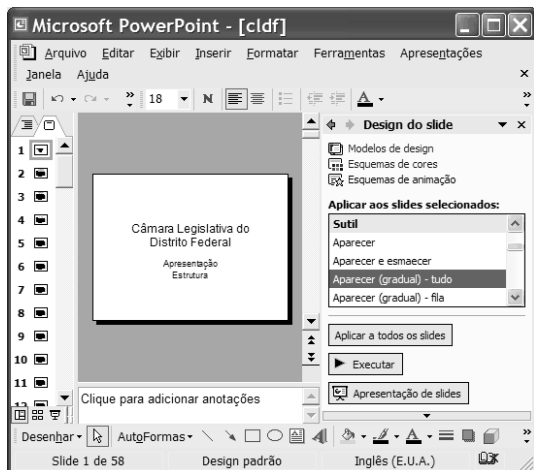 Microsoft PowerPoint - [cldf]
Arquivo Editar Exibir Inserir Formatar Ferramentas Apresentações
Janela Ajuda
18 N A
Design do slide
Modelos de design
Esquemas de cores
Esquemas de animação
Aplicar aos slides selecionados:
Sutil
Aparecer
Aparecer e esmaecer
Aparecer (gradual) - tudo
Aparecer (gradual) - fila
Aplicar a todos os slides
Executar
Apresentação de slides
1
2
3
4
5
6
7
8
9
10
11
12
Câmara Legislativa do
Distrito Federal
Apresentação
Estrutura
Clique para adicionar anotações
Desenhar AutoFormas A
Slide 1 de 58 Design padrão Inglês (E.U.A.)